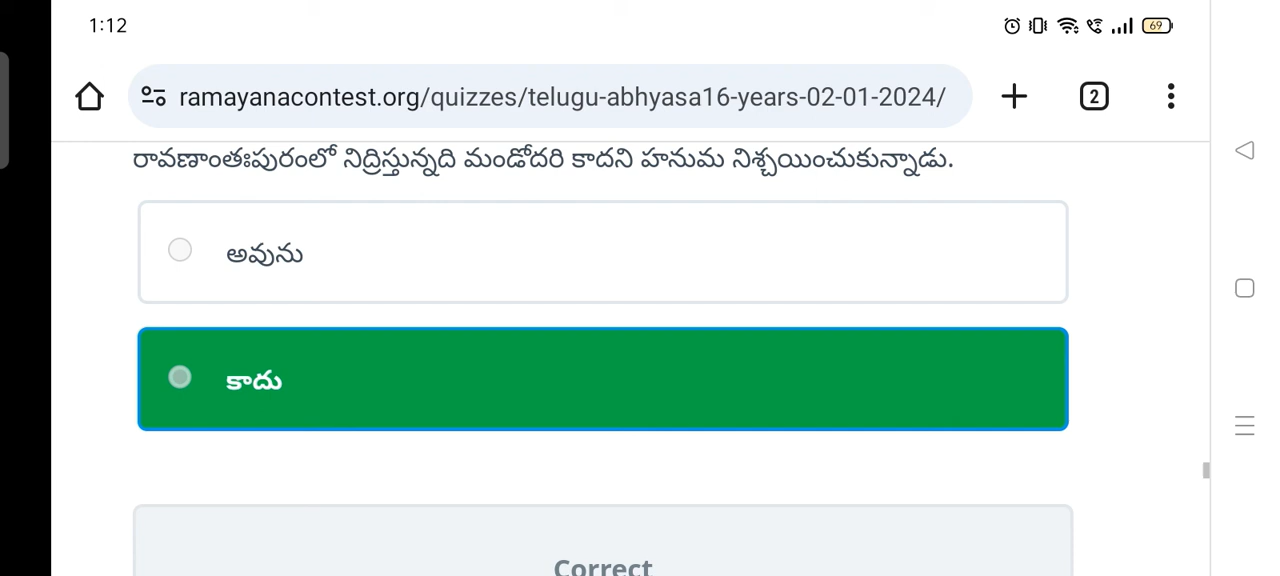 1:12
69
ramayanacontest.org/quizzes/telugu-abhyasa16-years-02-01-2024/
2
రావణాంతఃపురంలో నిద్రిస్తున్నది మండోదరి కాదని హనుమ నిశ్చయించుకున్నాడు.
అవును
కాదు
Correct